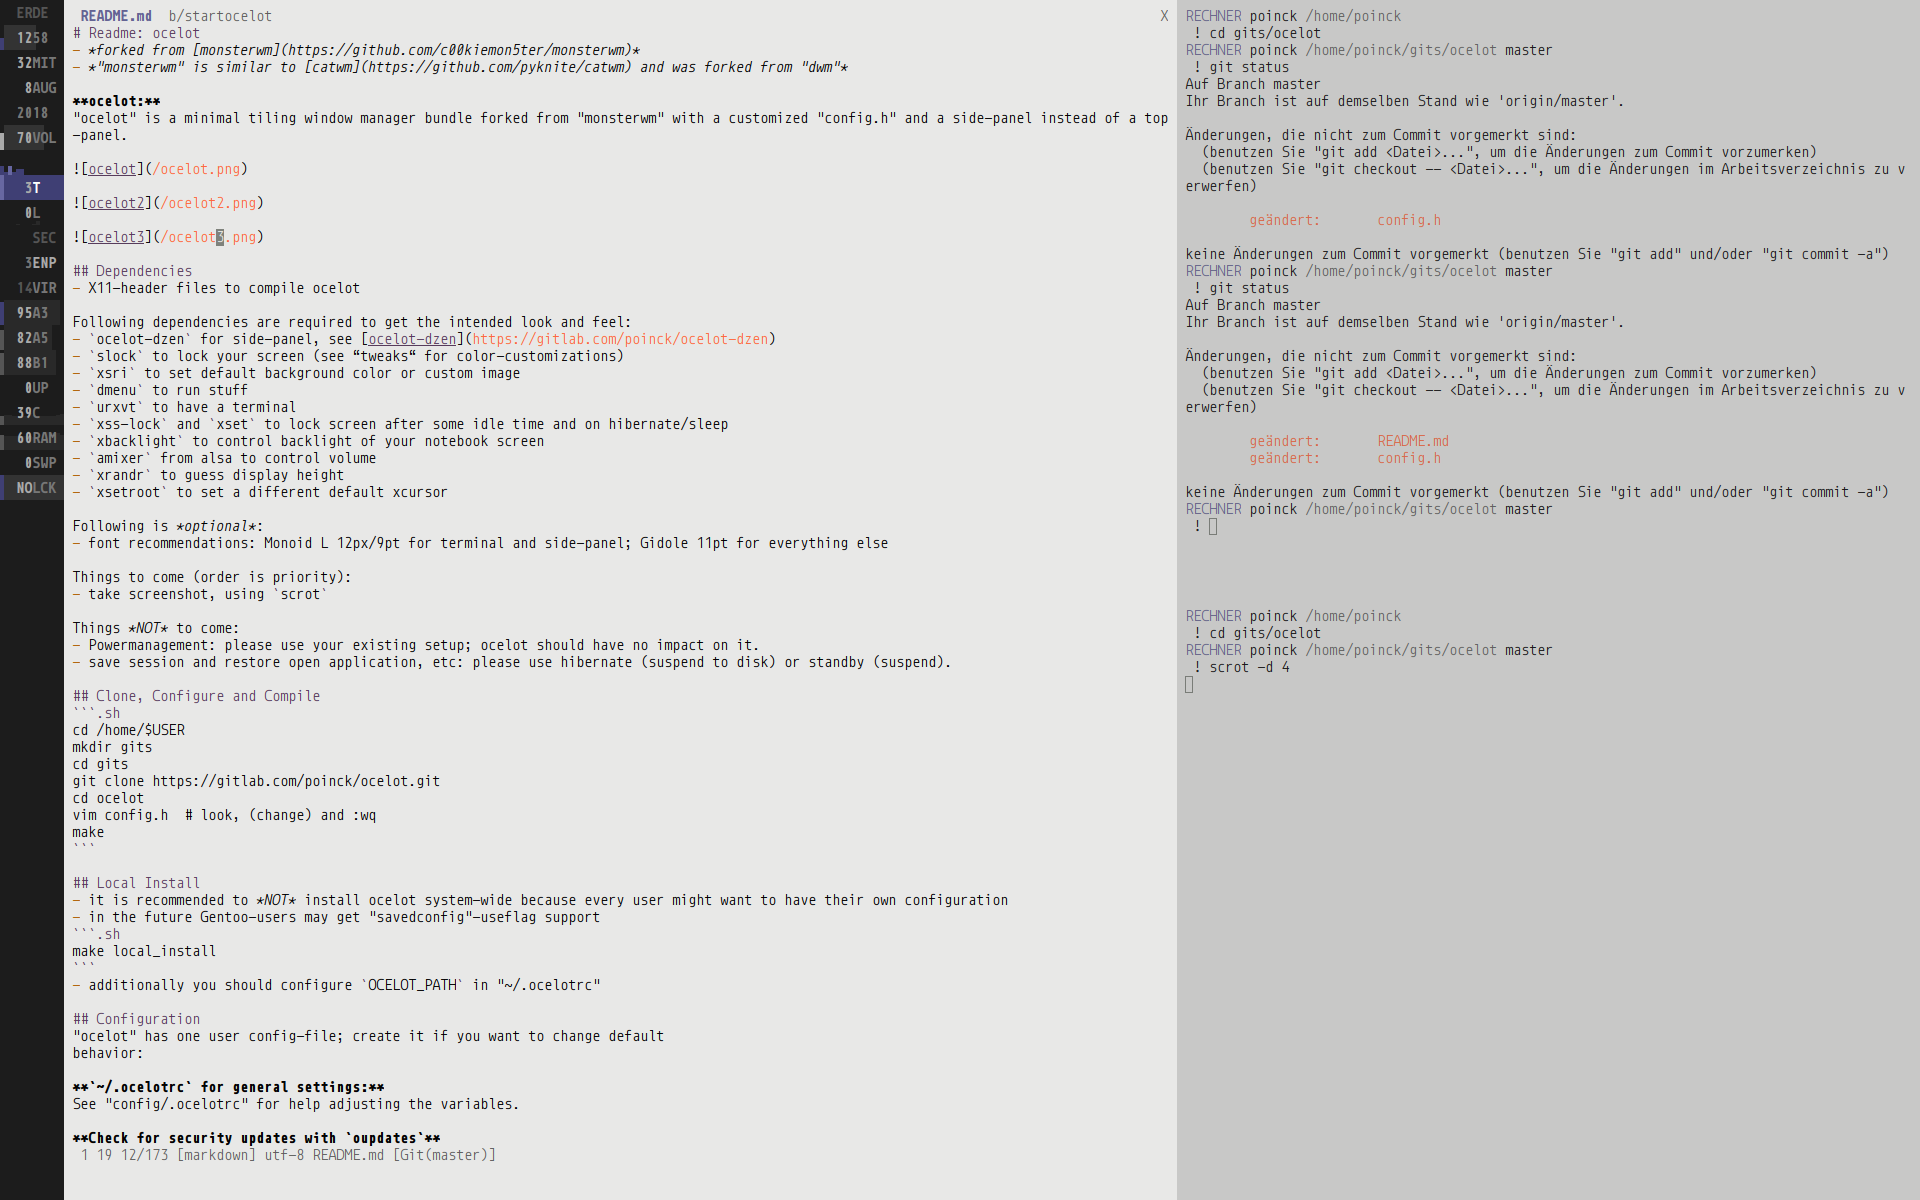 ERDE
1258
32MIT
8AUG
2018
70VOL
3T
0L
SEC
3ENP
14VIR
95A3
82A5
88B1
0UP
39C
60RAM
0SWP
NOLCK
README.md  b/startocelot X
# Readme: ocelot
- *forked from [monsterwm](https://github.com/c00kiemon5ter/monsterwm)*
- *"monsterwm" is similar to [catwm](https://github.com/pyknite/catwm) and was forked from "dwm"*
**ocelot:**
"ocelot" is a minimal tiling window manager bundle forked from "monsterwm" with a customized "config.h" and a side-panel instead of a top
-panel.
![ocelot](/ocelot.png)
![ocelot2](/ocelot2.png)
![ocelot3](/ocelot3.png)
## Dependencies
- X11-header files to compile ocelot
Following dependencies are required to get the intended look and feel:
- `ocelot-dzen` for side-panel, see [ocelot-dzen](https://gitlab.com/poinck/ocelot-dzen)
- `slock` to lock your screen (see “tweaks“ for color-customizations)
- `xsri` to set default background color or custom image
- `dmenu` to run stuff
- `urxvt` to have a terminal
- `xss-lock` and `xset` to lock screen after some idle time and on hibernate/sleep
- `xbacklight` to control backlight of your notebook screen
- `amixer` from alsa to control volume
- `xrandr` to guess display height
- `xsetroot` to set a different default xcursor
Following is *optional*:
- font recommendations: Monoid L 12px/9pt for terminal and side-panel; Gidole 11pt for everything else
Things to come (order is priority):
- take screenshot, using `scrot`
Things *NOT* to come:
- Powermanagement: please use your existing setup; ocelot should have no impact on it.
- save session and restore open application, etc: please use hibernate (suspend to disk) or standby (suspend).
## Clone, Configure and Compile
```.sh
cd /home/$USER
mkdir gits
cd gits
git clone https://gitlab.com/poinck/ocelot.git
cd ocelot
vim config.h  # look, (change) and :wq
make
```
## Local Install
- it is recommended to *NOT* install ocelot system-wide because every user might want to have their own configuration
- in the future Gentoo-users may get "savedconfig"-useflag support
```.sh
make local_install
```
- additionally you should configure `OCELOT_PATH` in "~/.ocelotrc"
## Configuration
"ocelot" has one user config-file; create it if you want to change default
behavior:
**`~/.ocelotrc` for general settings:**
See "config/.ocelotrc" for help adjusting the variables.
**Check for security updates with `oupdates`**
1 19 12/173 [markdown] utf-8 README.md [Git(master)]
RECHNER poinck /home/poinck
! cd gits/ocelot
RECHNER poinck /home/poinck/gits/ocelot master
! git status
Auf Branch master
Ihr Branch ist auf demselben Stand wie 'origin/master'.
Änderungen, die nicht zum Commit vorgemerkt sind:
(benutzen Sie "git add <Datei>...", um die Änderungen zum Commit vorzumerken)
(benutzen Sie "git checkout -- <Datei>...", um die Änderungen im Arbeitsverzeichnis zu v
erwerfen)
geändert:       config.h
keine Änderungen zum Commit vorgemerkt (benutzen Sie "git add" und/oder "git commit -a")
RECHNER poinck /home/poinck/gits/ocelot master
! git status
Auf Branch master
Ihr Branch ist auf demselben Stand wie 'origin/master'.
Änderungen, die nicht zum Commit vorgemerkt sind:
(benutzen Sie "git add <Datei>...", um die Änderungen zum Commit vorzumerken)
(benutzen Sie "git checkout -- <Datei>...", um die Änderungen im Arbeitsverzeichnis zu v
erwerfen)
geändert:       README.md
geändert:       config.h
keine Änderungen zum Commit vorgemerkt (benutzen Sie "git add" und/oder "git commit -a")
RECHNER poinck /home/poinck/gits/ocelot master
!
RECHNER poinck /home/poinck
! cd gits/ocelot
RECHNER poinck /home/poinck/gits/ocelot master
! scrot -d 4